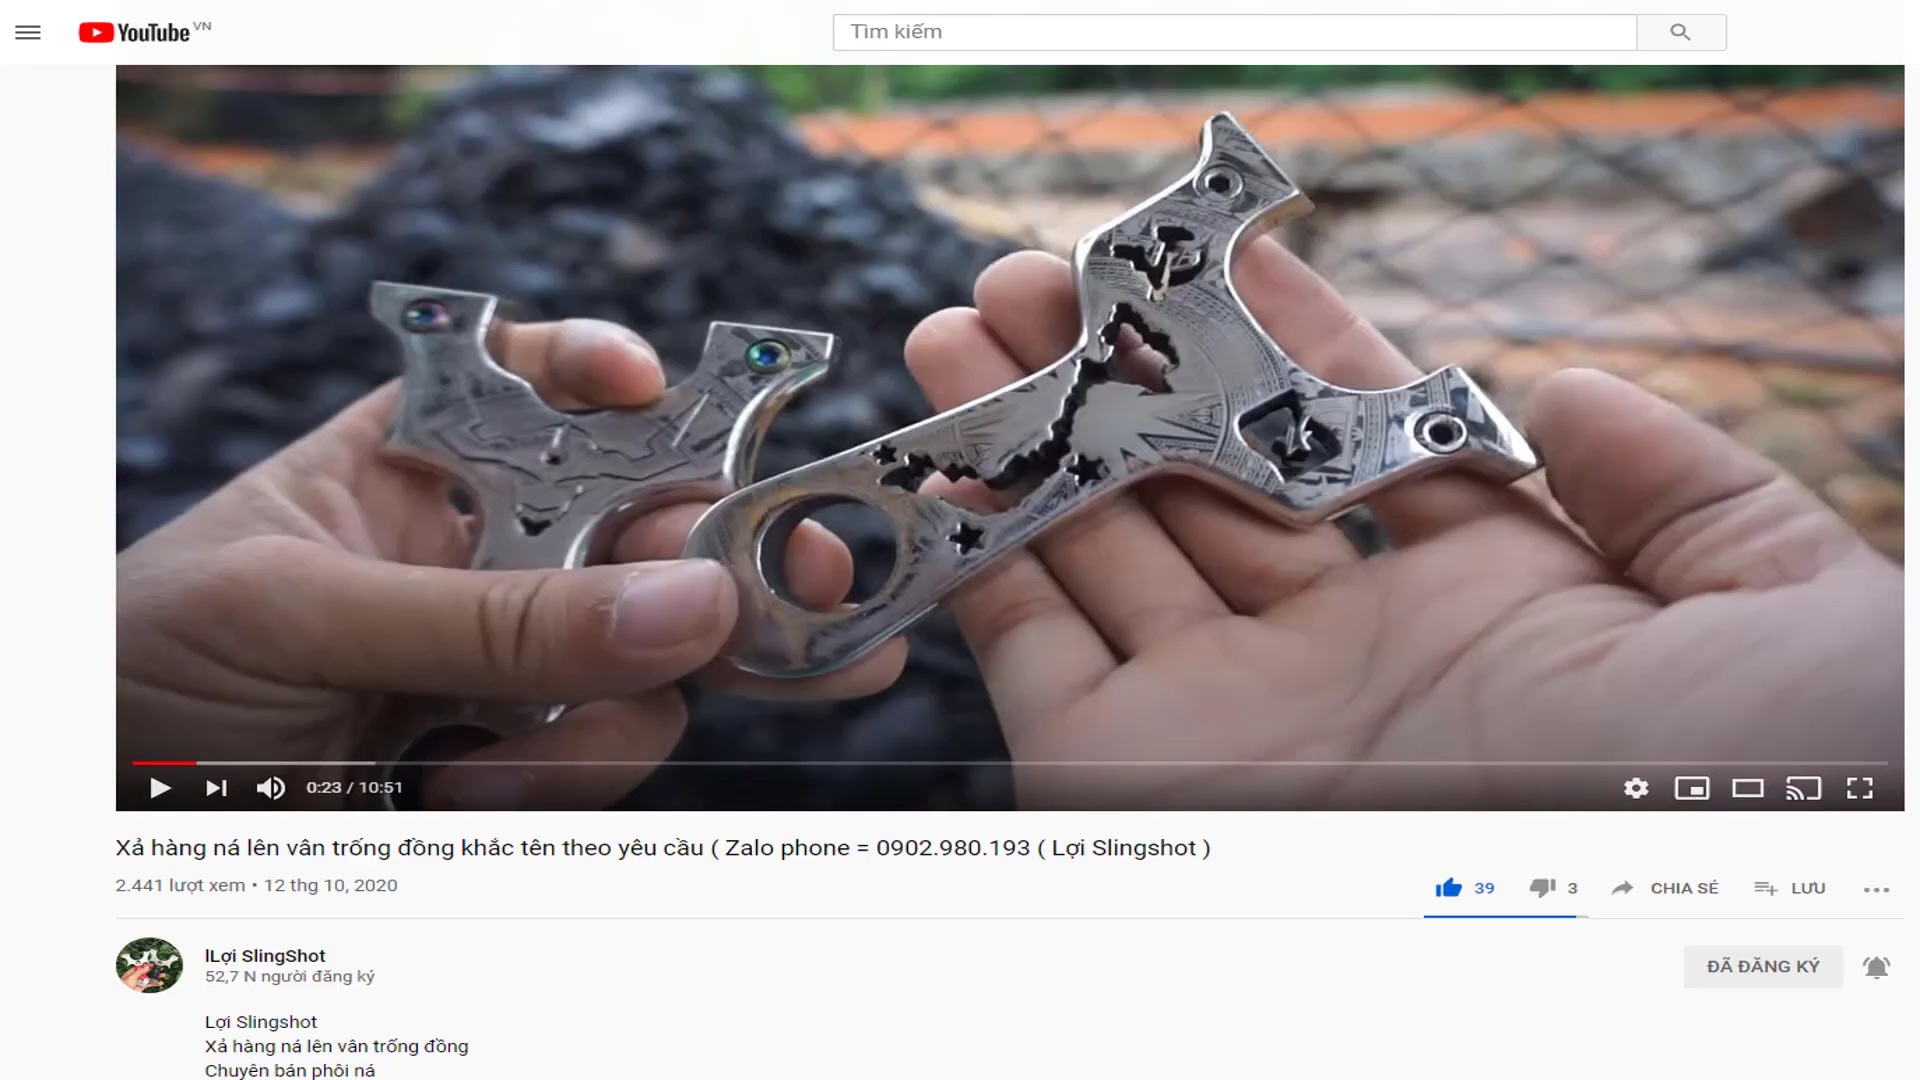 YouTube VN
Tìm kiếm
0:23 / 10:51
Xả hàng ná lên vân trống đồng khắc tên theo yêu cầu ( Zalo phone = 0902.980.193 ( Lợi Slingshot )
2.441 lượt xem • 12 thg 10, 2020
39
3
CHIA SẺ
LƯU
lLợi SlingShot
52,7 N người đăng ký
ĐÃ ĐĂNG KÝ
Lợi Slingshot
Xả hàng ná lên vân trống đồng
Chuyên bán phôi ná